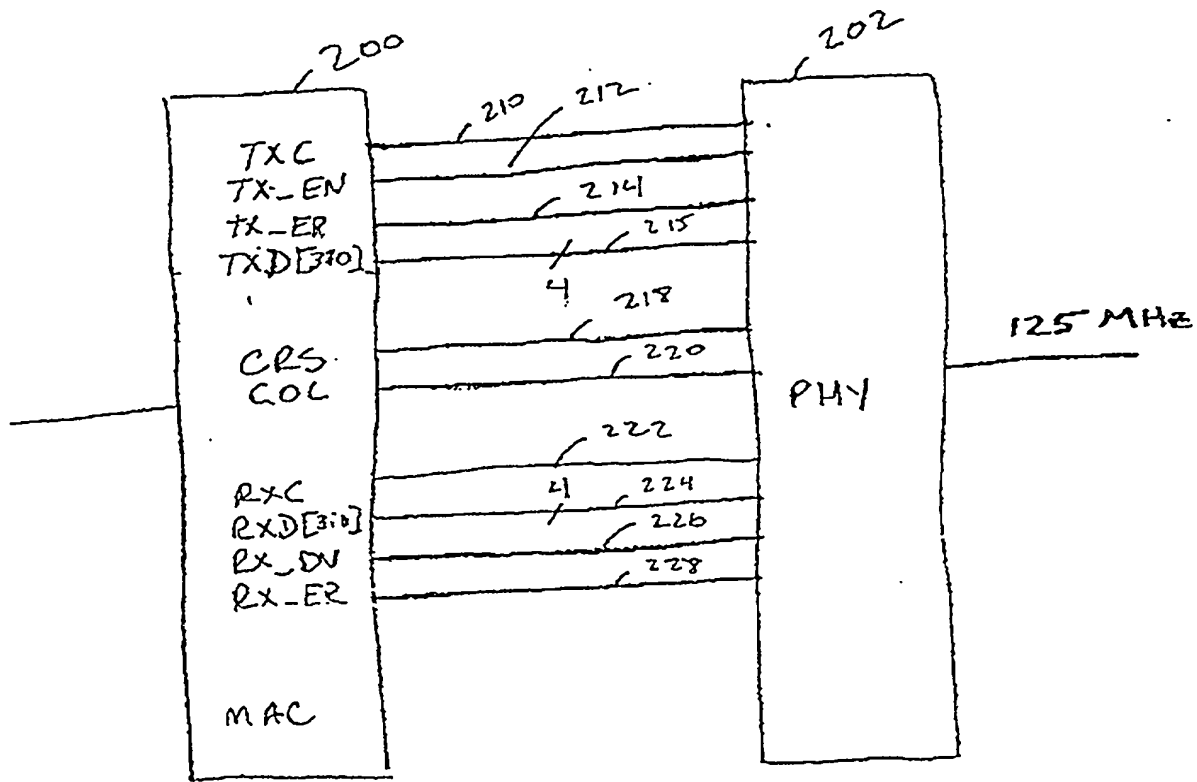 200
202
210
212
TXC
TX_EN
214
TX_ER
215
TXD[3:0]
4
218
125 MHz
CRS
220
COL
PHY
222
RXC
4
224
RXD[3:0]
226
RX_DV
228
RX_ER
MAC